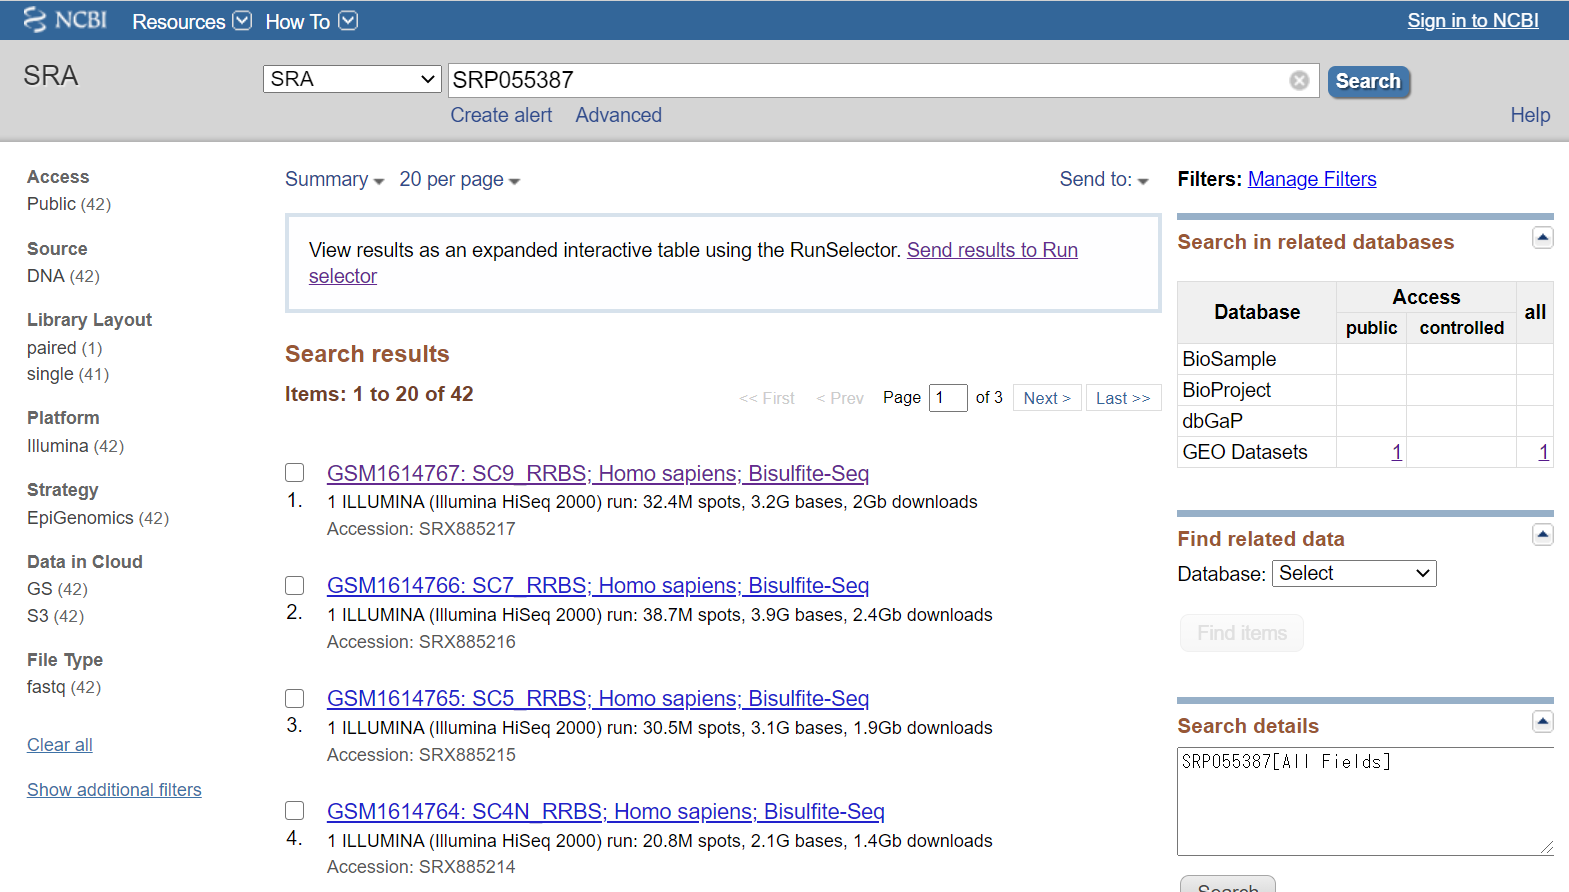 NCBI Resources How To Sign in to NCBI
SRA
SRA SRP055387 Search
Create alert Advanced Help
Access
Public (42)
Source
DNA (42)
Library Layout
paired (1)
single (41)
Platform
Illumina (42)
Strategy
EpiGenomics (42)
Data in Cloud
GS (42)
S3 (42)
File Type
fastq (42)
Clear all
Show additional filters
Summary 20 per page Send to:
View results as an expanded interactive table using the RunSelector. Send results to Run
selector
Search results
Items: 1 to 20 of 42
<< First < Prev Page 1 of 3 Next > Last >>
GSM1614767: SC9_RRBS; Homo sapiens; Bisulfite-Seq
1. 1 ILLUMINA (Illumina HiSeq 2000) run: 32.4M spots, 3.2G bases, 2Gb downloads
Accession: SRX885217
GSM1614766: SC7_RRBS; Homo sapiens; Bisulfite-Seq
2. 1 ILLUMINA (Illumina HiSeq 2000) run: 38.7M spots, 3.9G bases, 2.4Gb downloads
Accession: SRX885216
GSM1614765: SC5_RRBS; Homo sapiens; Bisulfite-Seq
3. 1 ILLUMINA (Illumina HiSeq 2000) run: 30.5M spots, 3.1G bases, 1.9Gb downloads
Accession: SRX885215
GSM1614764: SC4N_RRBS; Homo sapiens; Bisulfite-Seq
4. 1 ILLUMINA (Illumina HiSeq 2000) run: 20.8M spots, 2.1G bases, 1.4Gb downloads
Accession: SRX885214
Filters: Manage Filters
Search in related databases
Database Access all
public controlled
BioSample
BioProject
dbGaP
GEO Datasets 1 1
Find related data
Database: Select
Find items
Search details
SRP055387[All Fields]
Search